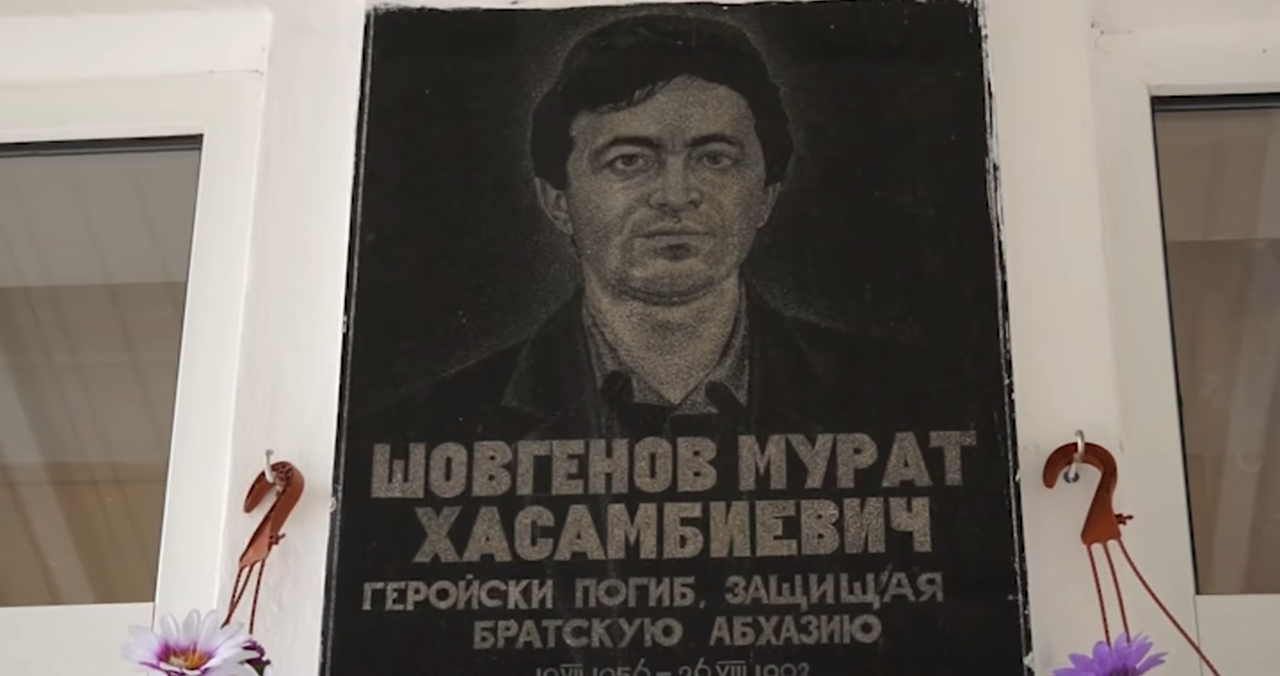 ШОВГЕНОВ МУРАТ
ХАСАМБИЕВИЧ
ГЕРОЙСКИ ПОГИБ, ЗАЩИЩАЯ
БРАТСКУЮ АБХАЗИЮ